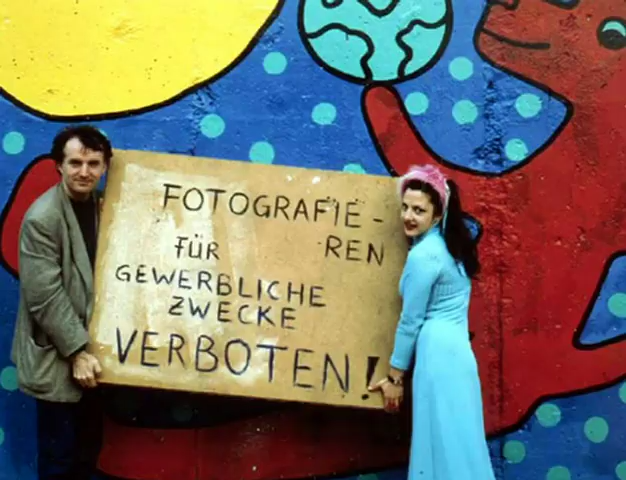 FOTOGRAFIE-
FÜR REN
GEWERBLICHE
ZWECKE
VERBOTEN!